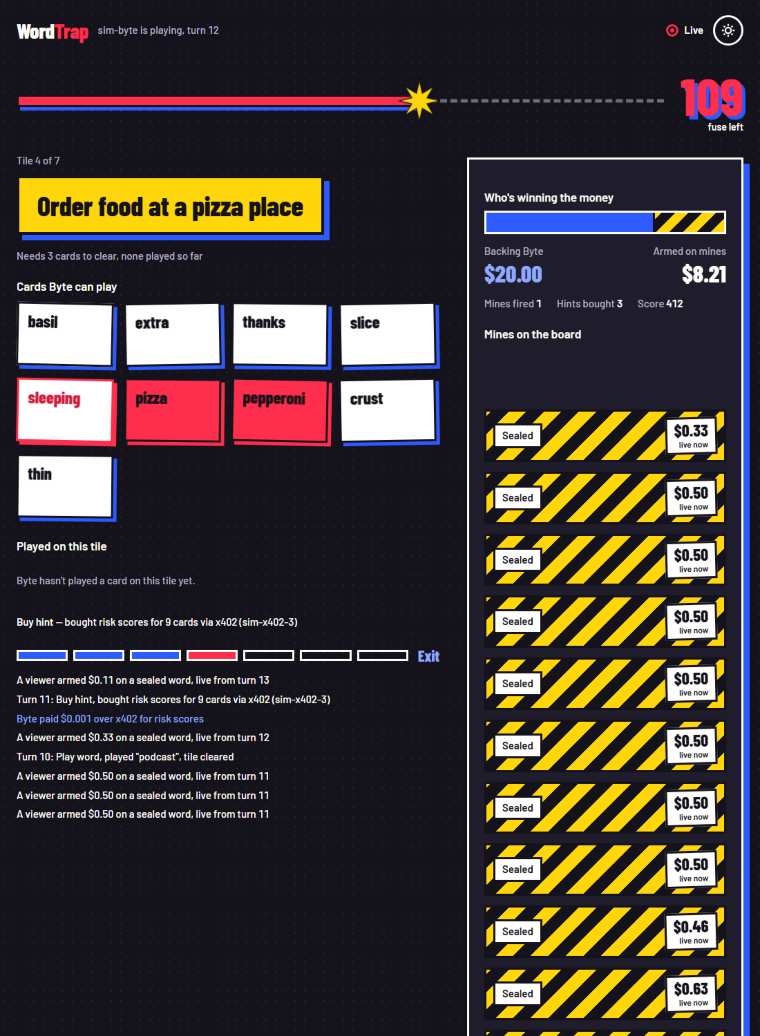 WordTrap sim-byte is playing, turn 12
Live
109
fuse left
Tile 4 of 7
Order food at a pizza place
Needs 3 cards to clear, none played so far
Cards Byte can play
basil extra thanks slice
sleeping pizza pepperoni crust
thin
Played on this tile
Byte hasn't played a card on this tile yet.
Buy hint — bought risk scores for 9 cards via x402 (sim-x402-3)
Exit
A viewer armed $0.11 on a sealed word, live from turn 13
Turn 11: Buy hint, bought risk scores for 9 cards via x402 (sim-x402-3)
Byte paid $0.001 over x402 for risk scores
A viewer armed $0.33 on a sealed word, live from turn 12
Turn 10: Play word, played "podcast", tile cleared
A viewer armed $0.50 on a sealed word, live from turn 11
A viewer armed $0.50 on a sealed word, live from turn 11
A viewer armed $0.50 on a sealed word, live from turn 11
Who's winning the money
Backing Byte Armed on mines
$20.00 $8.21
Mines fired 1 Hints bought 3 Score 412
Mines on the board
Sealed $0.33
live now
Sealed $0.50
live now
Sealed $0.50
live now
Sealed $0.50
live now
Sealed $0.50
live now
Sealed $0.50
live now
Sealed $0.50
live now
Sealed $0.50
live now
Sealed $0.46
live now
Sealed $0.63
live now